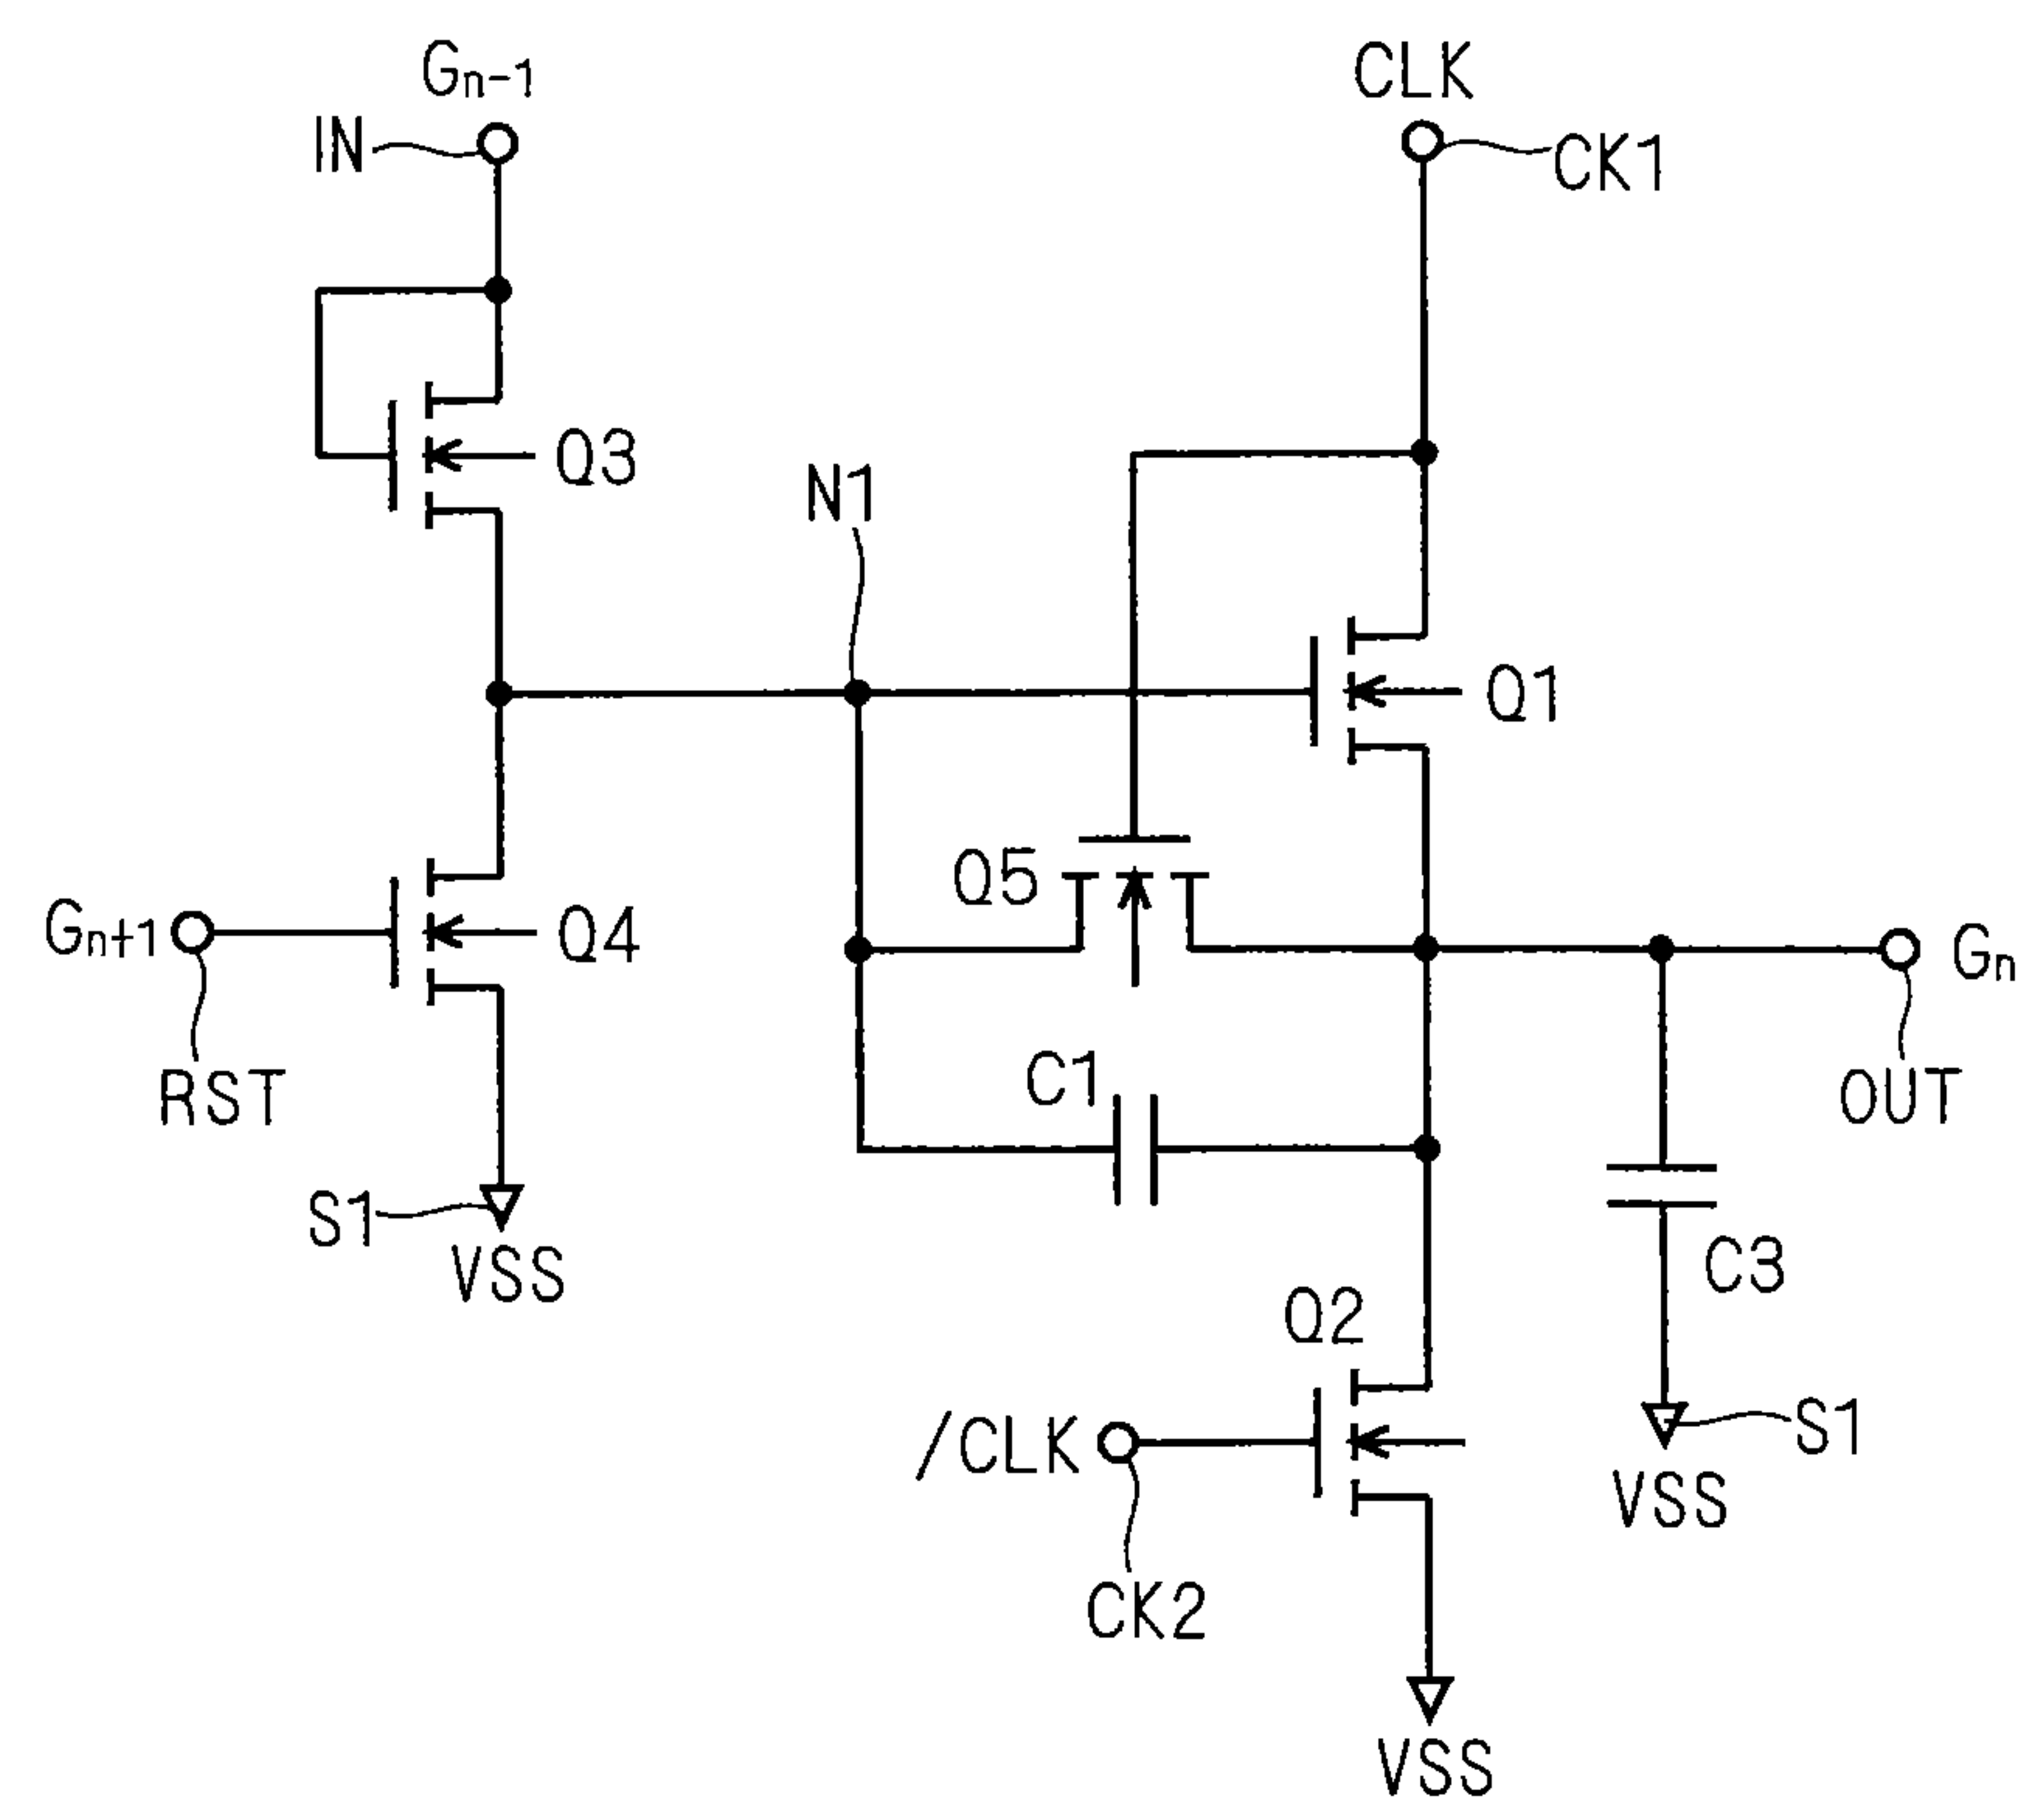 Gn-1
CLK
IN
CK1
Q3
N1
Q1
Q5
Gn+1
Q4
Gn
C1
RST
OUT
S1
VSS
C3
Q2
/CLK
S1
VSS
CK2
VSS